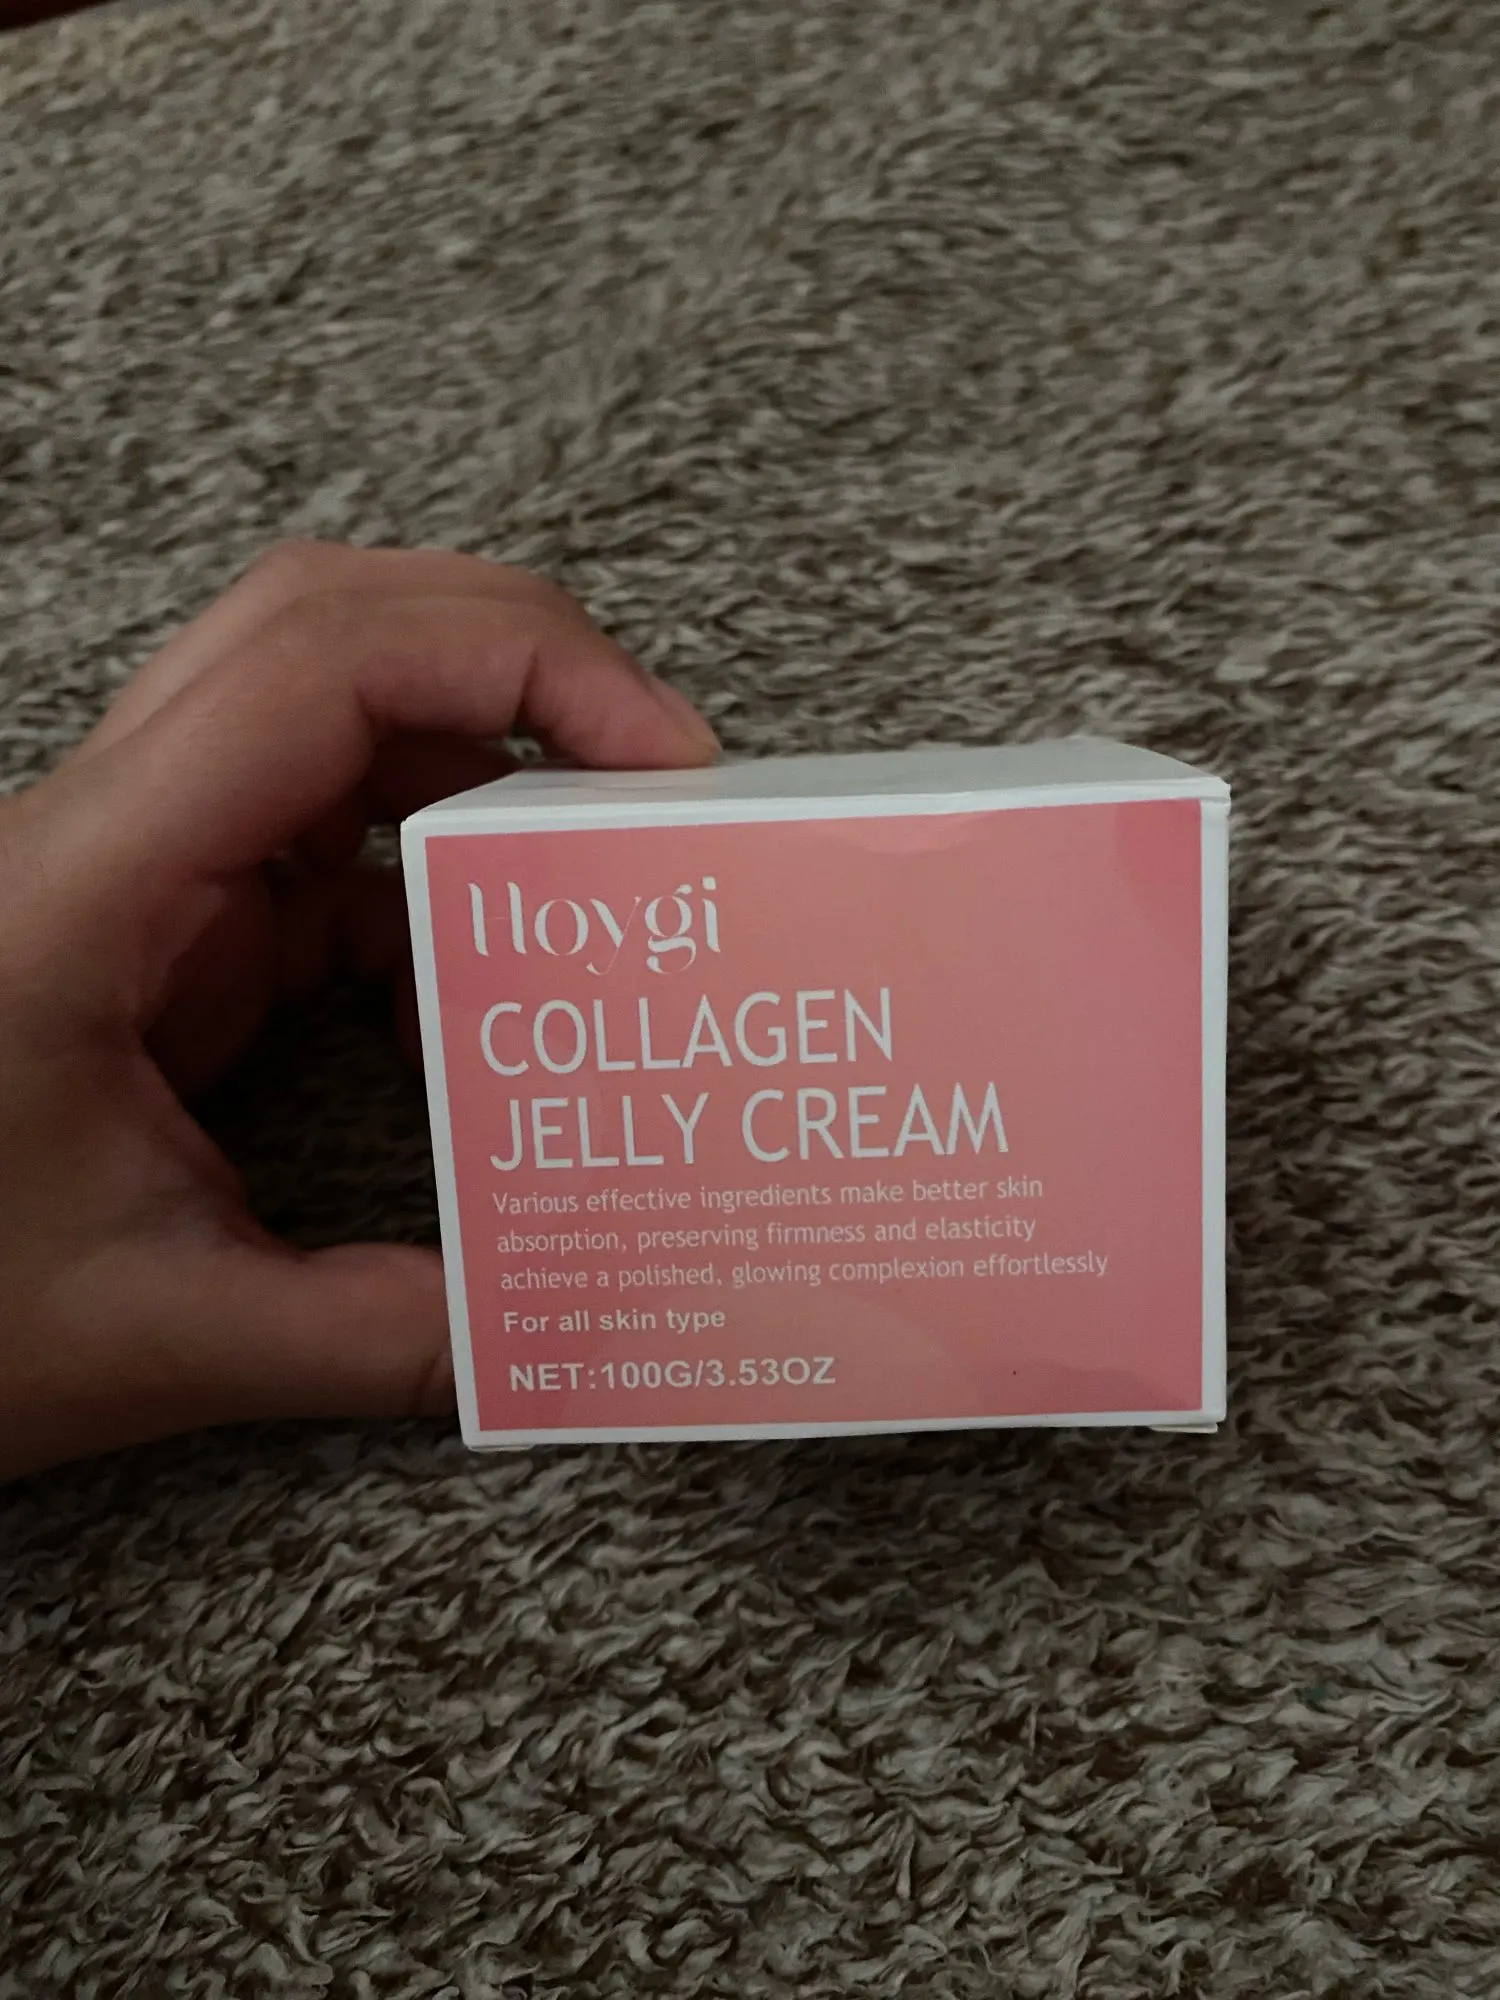 Hoygi
COLLAGEN
JELLY CREAM
Various effective ingredients make better skin
absorption, preserving firmness and elasticity
achieve a polished, glowing complexion effortlessly
For all skin type
NET:100G/3.53OZ